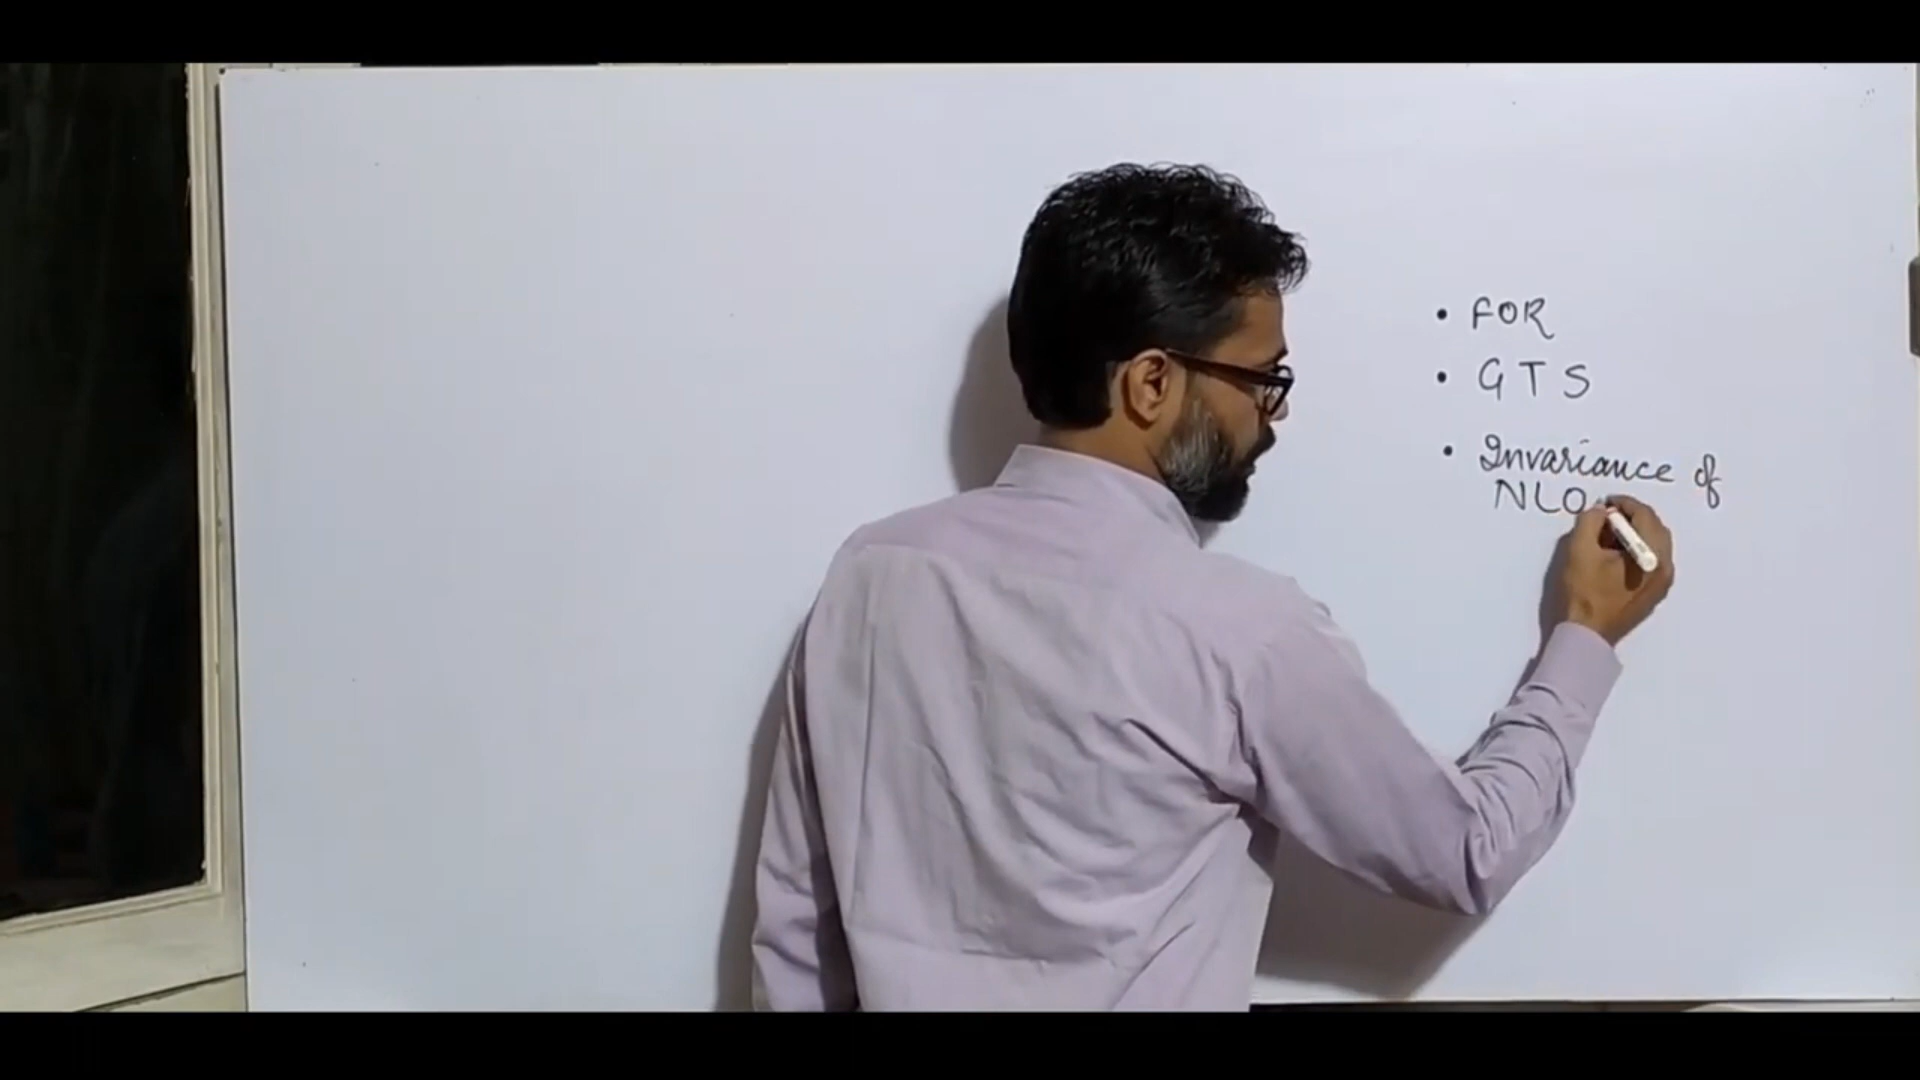 • FOR
• GTS
• Invariance of
NLO